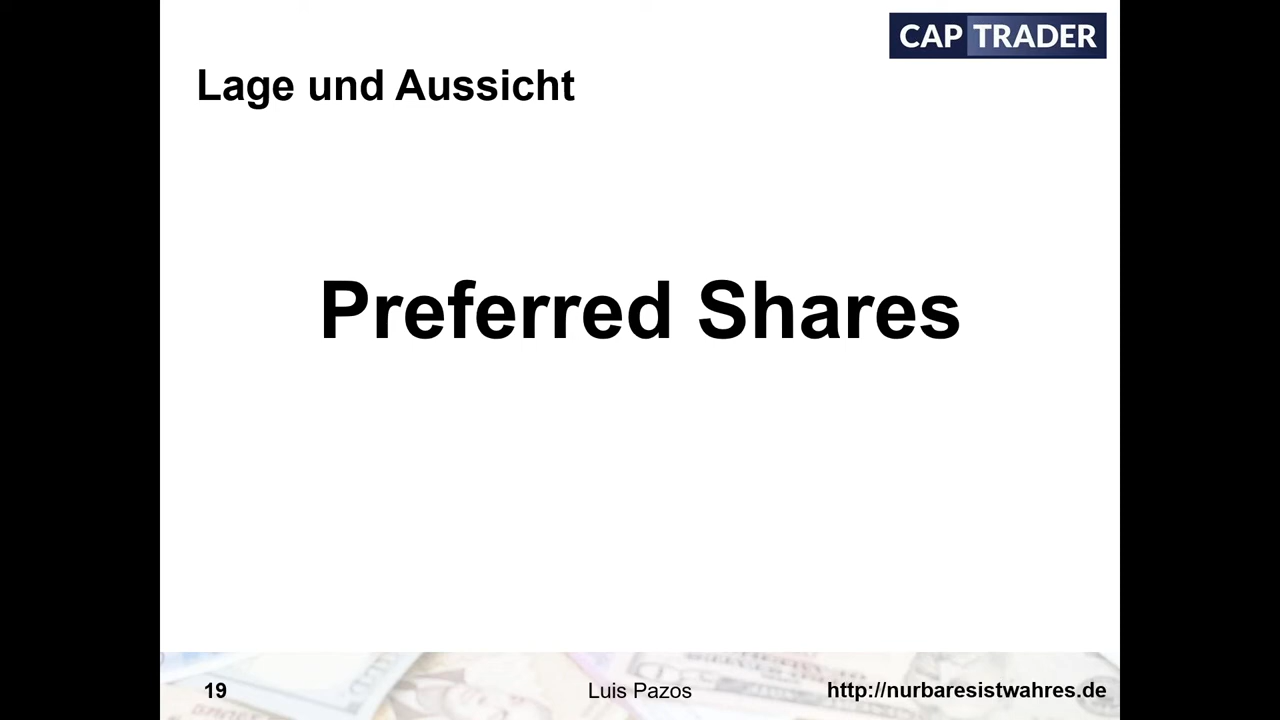 CAP TRADER
Lage und Aussicht
Preferred Shares
19
Luis Pazos
http://nurbaresistwahres.de